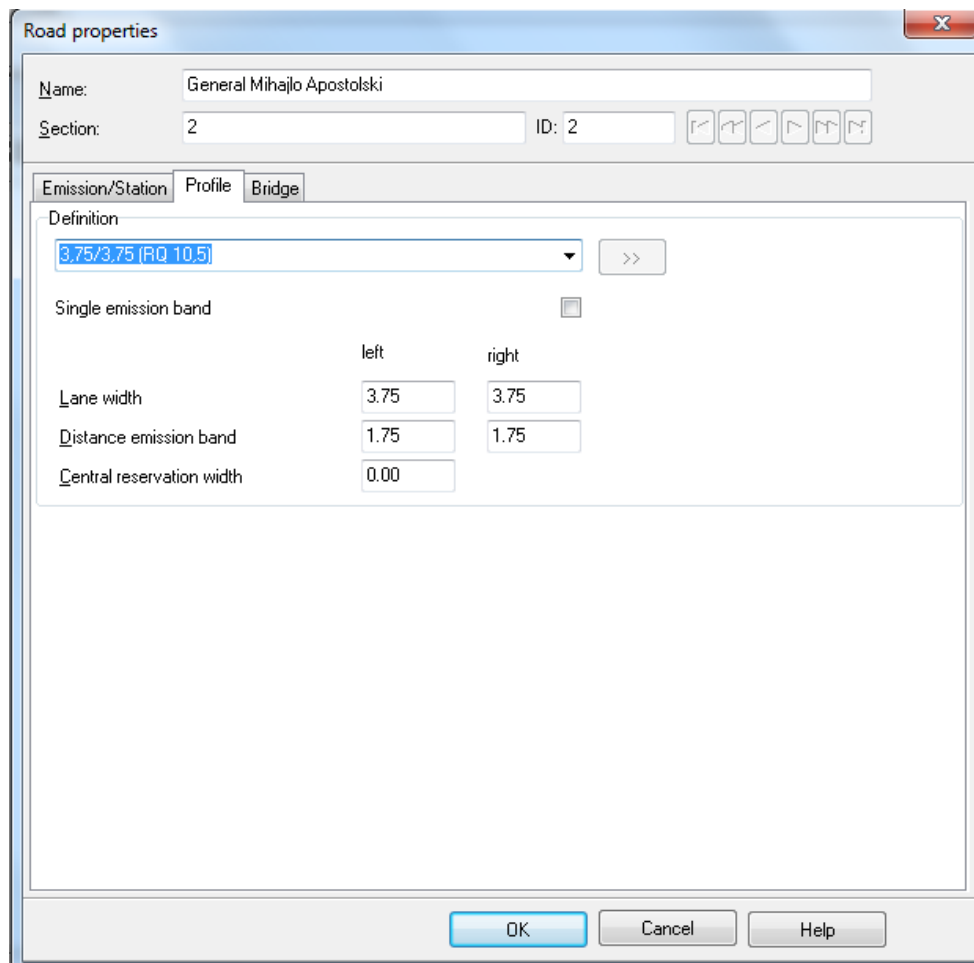 Road properties
Name: General Mihajlo Apostolski
Section: 2 ID: 2
Emission/Station Profile Bridge
Definition
3,75/3,75 (RQ 10,5) >>
Single emission band
left right
Lane width 3.75 3.75
Distance emission band 1.75 1.75
Central reservation width 0.00
OK Cancel Help